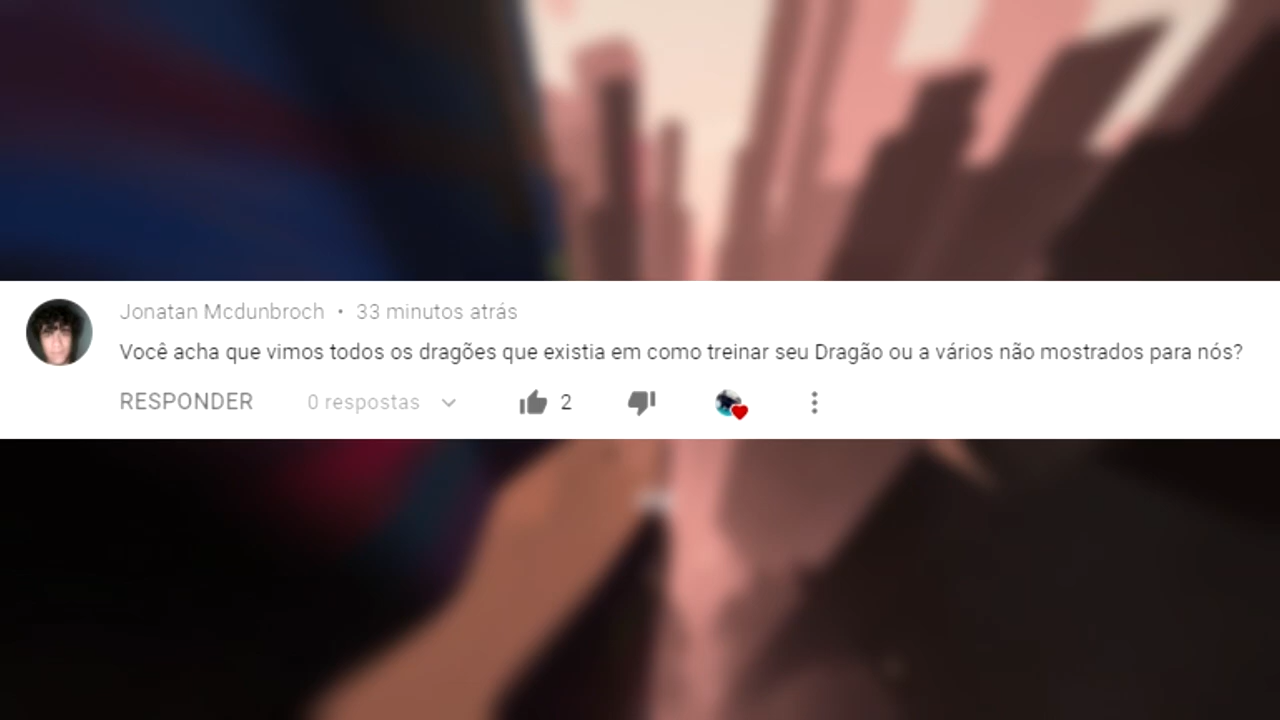 Jonatan Mcdunbroch • 33 minutos atrás
Você acha que vimos todos os dragões que existia em como treinar seu Dragão ou a vários não mostrados para nós?
RESPONDER 0 respostas 2